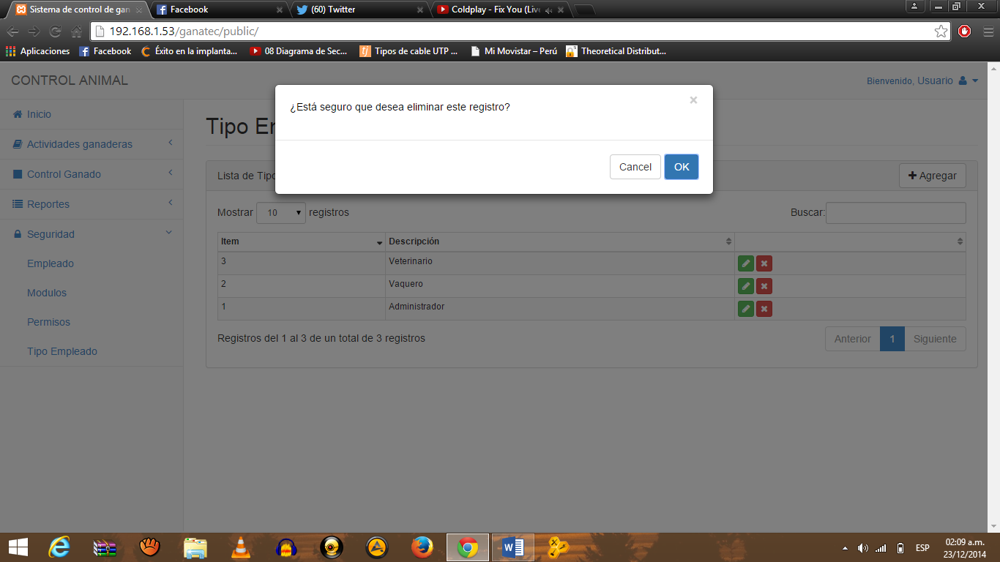 Sistema de control de gan
Facebook
(60) Twitter
Coldplay - Fix You (Live
192.168.1.53/ganatec/public/
Aplicaciones
Facebook
Éxito en la implanta...
08 Diagrama de Sec...
Tipos de cable UTP ...
Mi Movistar – Perú
Theoretical Distribut...
CONTROL ANIMAL
Bienvenido, Usuario
¿Está seguro que desea eliminar este registro?
×
Cancel
OK
Inicio
Actividades ganaderas
Control Ganado
Reportes
Seguridad
Empleado
Modulos
Permisos
Tipo Empleado
Tipo Em
Lista de Tipo
Agregar
Mostrar 10 registros
Buscar:
Item Descripción
3 Veterinario
2 Vaquero
1 Administrador
Registros del 1 al 3 de un total de 3 registros
Anterior 1 Siguiente
ESP
02:09 a.m.
23/12/2014